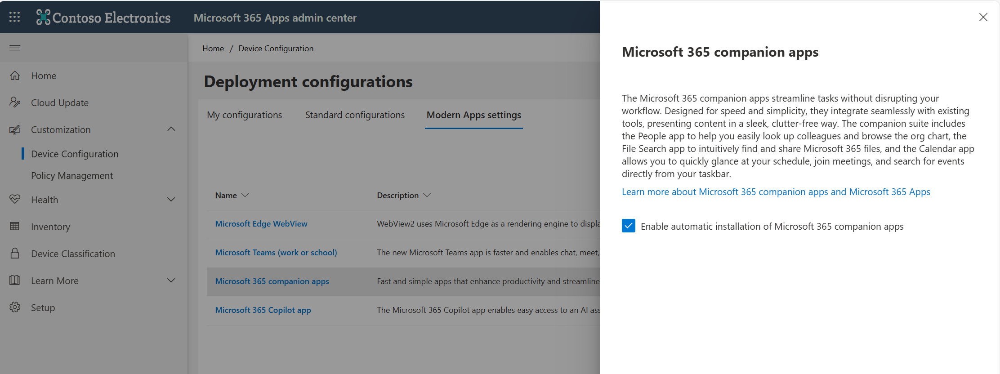 Contoso Electronics
Microsoft 365 Apps admin center
Home
Cloud Update
Customization
Device Configuration
Policy Management
Health
Inventory
Device Classification
Learn More
Setup
Home / Device Configuration
Deployment configurations
My configurations Standard configurations Modern Apps settings
Name Description
Microsoft Edge WebView WebView2 uses Microsoft Edge as a rendering engine to displa
Microsoft Teams (work or school) The new Microsoft Teams app is faster and enables chat, meet,
Microsoft 365 companion apps Fast and simple apps that enhance productivity and streamline
Microsoft 365 Copilot app The Microsoft 365 Copilot app enables easy access to an AI ass
Microsoft 365 companion apps
The Microsoft 365 companion apps streamline tasks without disrupting your
workflow. Designed for speed and simplicity, they integrate seamlessly with existing
tools, presenting content in a sleek, clutter-free way. The companion suite includes
the People app to help you easily look up colleagues and browse the org chart, the
File Search app to intuitively find and share Microsoft 365 files, and the Calendar app
allows you to quickly glance at your schedule, join meetings, and search for events
directly from your taskbar.
Learn more about Microsoft 365 companion apps and Microsoft 365 Apps
Enable automatic installation of Microsoft 365 companion apps